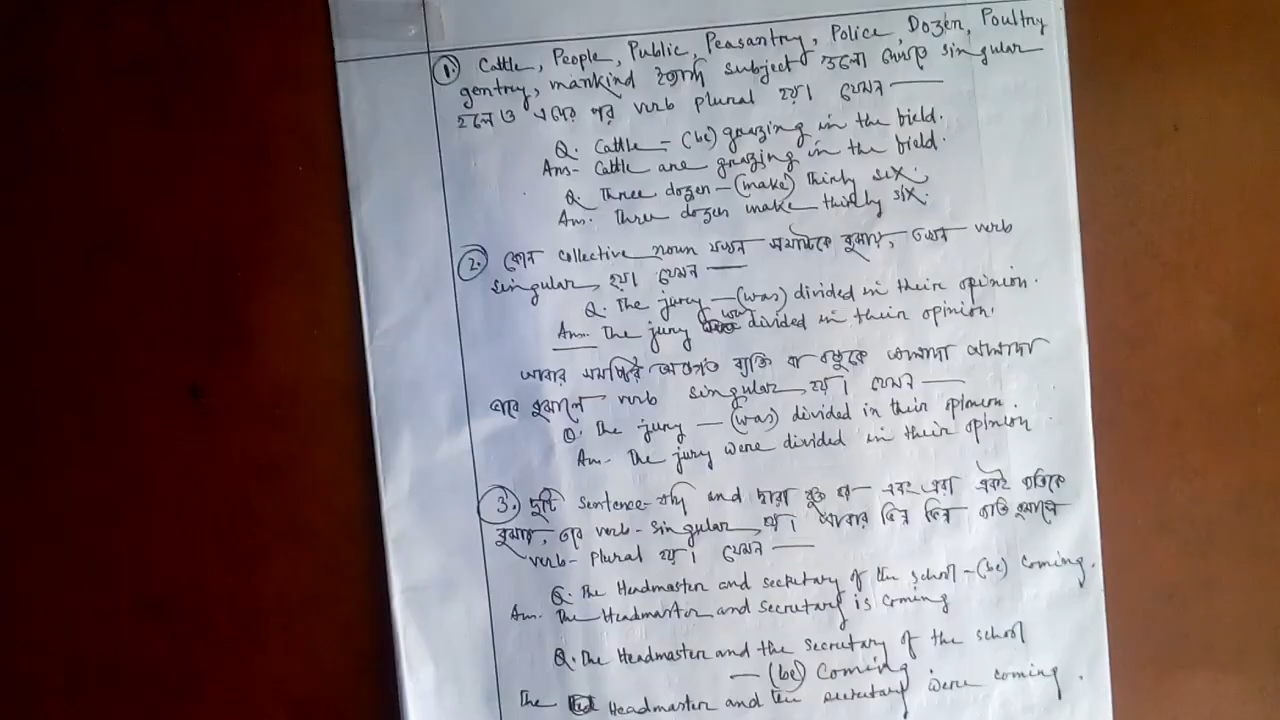 1. Cattle, People, Public, Peasantry, Police, Dozen, Poultry
gentry, mankind ইত্যাদি subject গুলো দেখতে singular
হলেও এদের পর verb plural হয়। যেমন —
Q. Cattle — (be) grazing in the field.
Ans- Cattle are grazing in the field.
Q. Three dozen — (make) thirty six.
An. Three dozen make thirty six.
2. কোন collective noun যখন সমষ্টিকে বুঝায়, তখন verb
singular হয়। যেমন —
Q. The jury — (was) divided in their opinion.
An. The jury was divided in their opinion.
আবার সমষ্টির অন্তর্গত ব্যক্তি বা বস্তুকে আলাদা আলাদা
ভাবে বুঝালে verb singular হয়। যেমন —
Q. The jury — (was) divided in their opinion.
An. The jury were divided in their opinion
3. দুটি sentence যদি and দ্বারা যুক্ত হয় এবং এরা একই ব্যক্তিকে
বুঝায়, তবে verb- singular হয়। আবার ভিন্ন ভিন্ন ব্যক্তি বুঝালে
verb- Plural হয়। যেমন —
Q. The Headmaster and secretary of the school — (be) coming.
An. The Headmaster and secretary is coming
Q. The Headmaster and the secretary of the school
— (be) coming
The Headmaster and the secretary were coming.